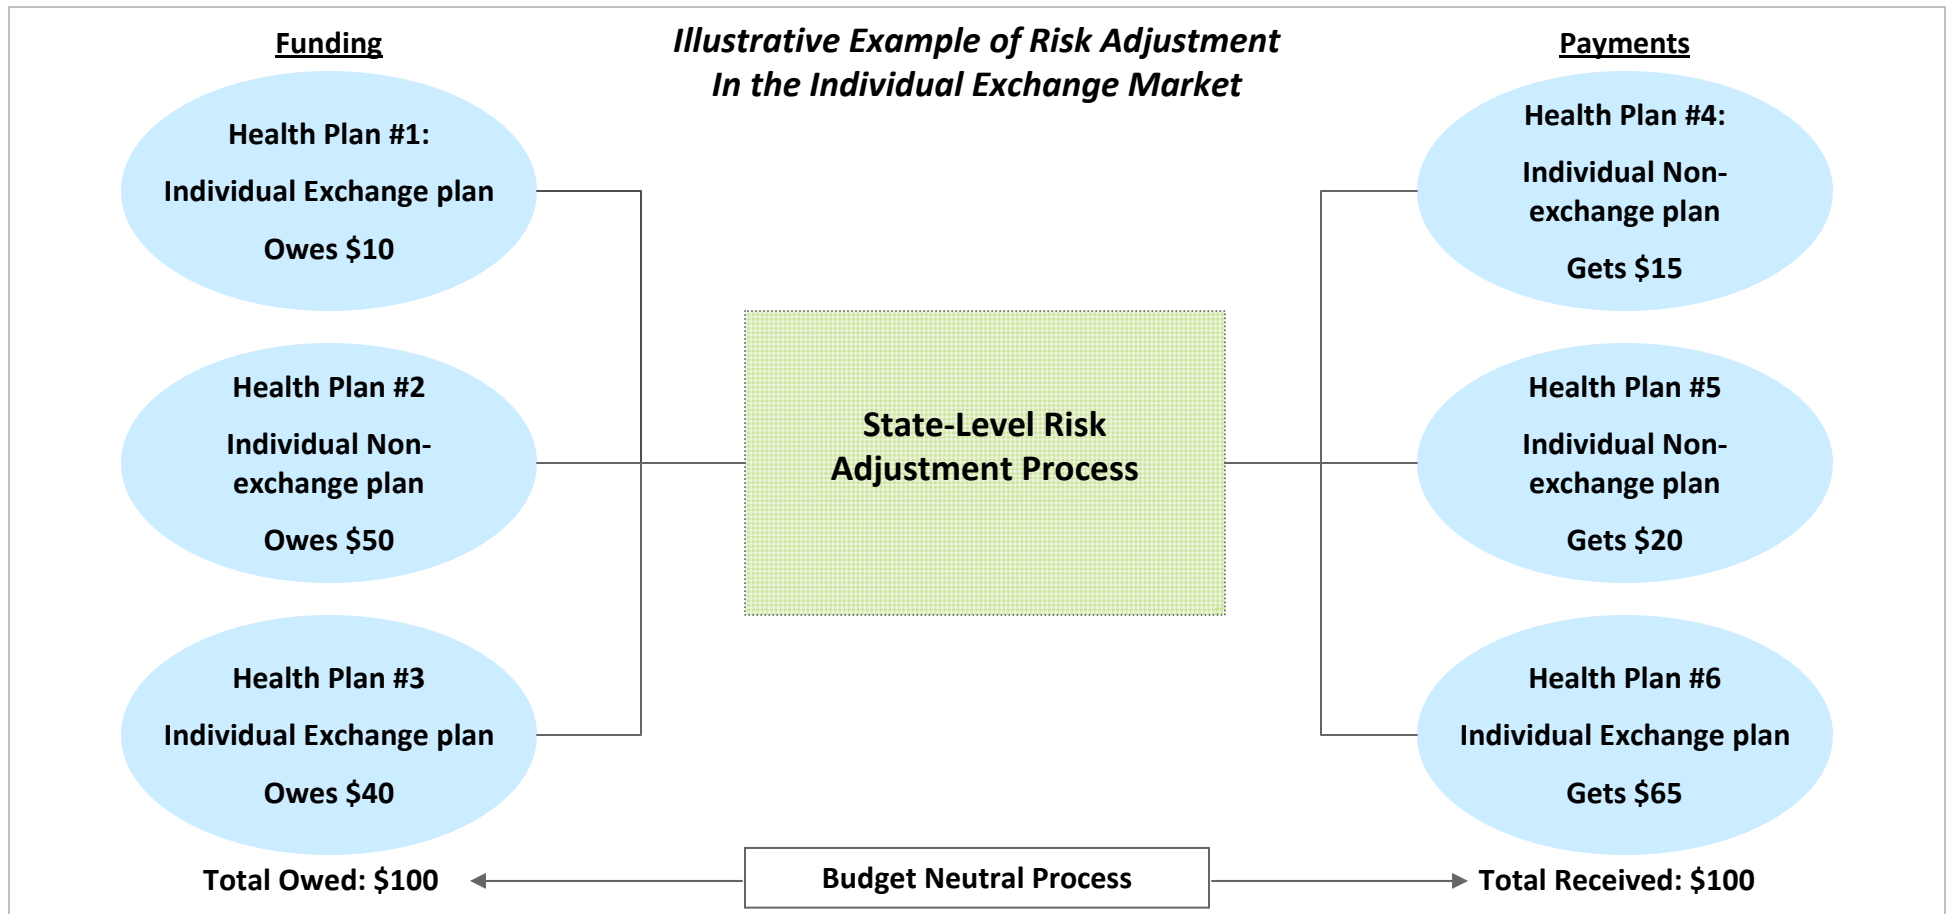 Funding
Illustrative Example of Risk Adjustment
In the Individual Exchange Market
Payments
Health Plan #1:
Individual Exchange plan
Owes $10
Health Plan #2
Individual Non-
exchange plan
Owes $50
Health Plan #3
Individual Exchange plan
Owes $40
Total Owed: $100
State-Level Risk
Adjustment Process
Budget Neutral Process
Health Plan #4:
Individual Non-
exchange plan
Gets $15
Health Plan #5
Individual Non-
exchange plan
Gets $20
Health Plan #6
Individual Exchange plan
Gets $65
Total Received: $100